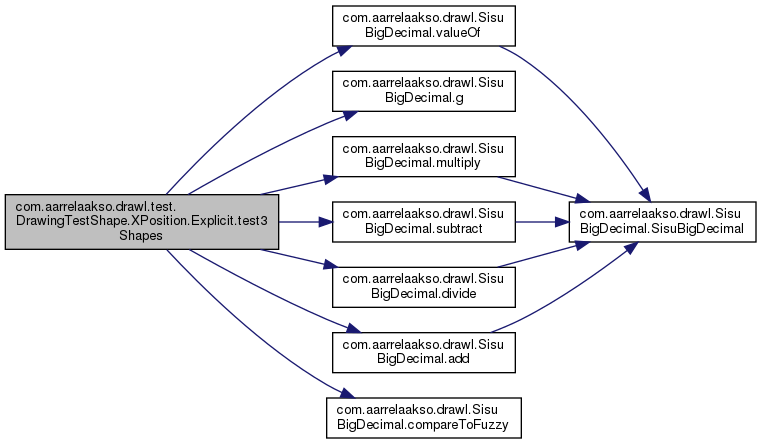 com.aarrelaakso.drawl.Sisu
BigDecimal.valueOf
com.aarrelaakso.drawl.Sisu
BigDecimal.g
com.aarrelaakso.drawl.Sisu
BigDecimal.multiply
com.aarrelaakso.drawl.test.
DrawingTestShape.XPosition.Explicit.test3
Shapes
com.aarrelaakso.drawl.Sisu
BigDecimal.subtract
com.aarrelaakso.drawl.Sisu
BigDecimal.SisuBigDecimal
com.aarrelaakso.drawl.Sisu
BigDecimal.divide
com.aarrelaakso.drawl.Sisu
BigDecimal.add
com.aarrelaakso.drawl.Sisu
BigDecimal.compareToFuzzy